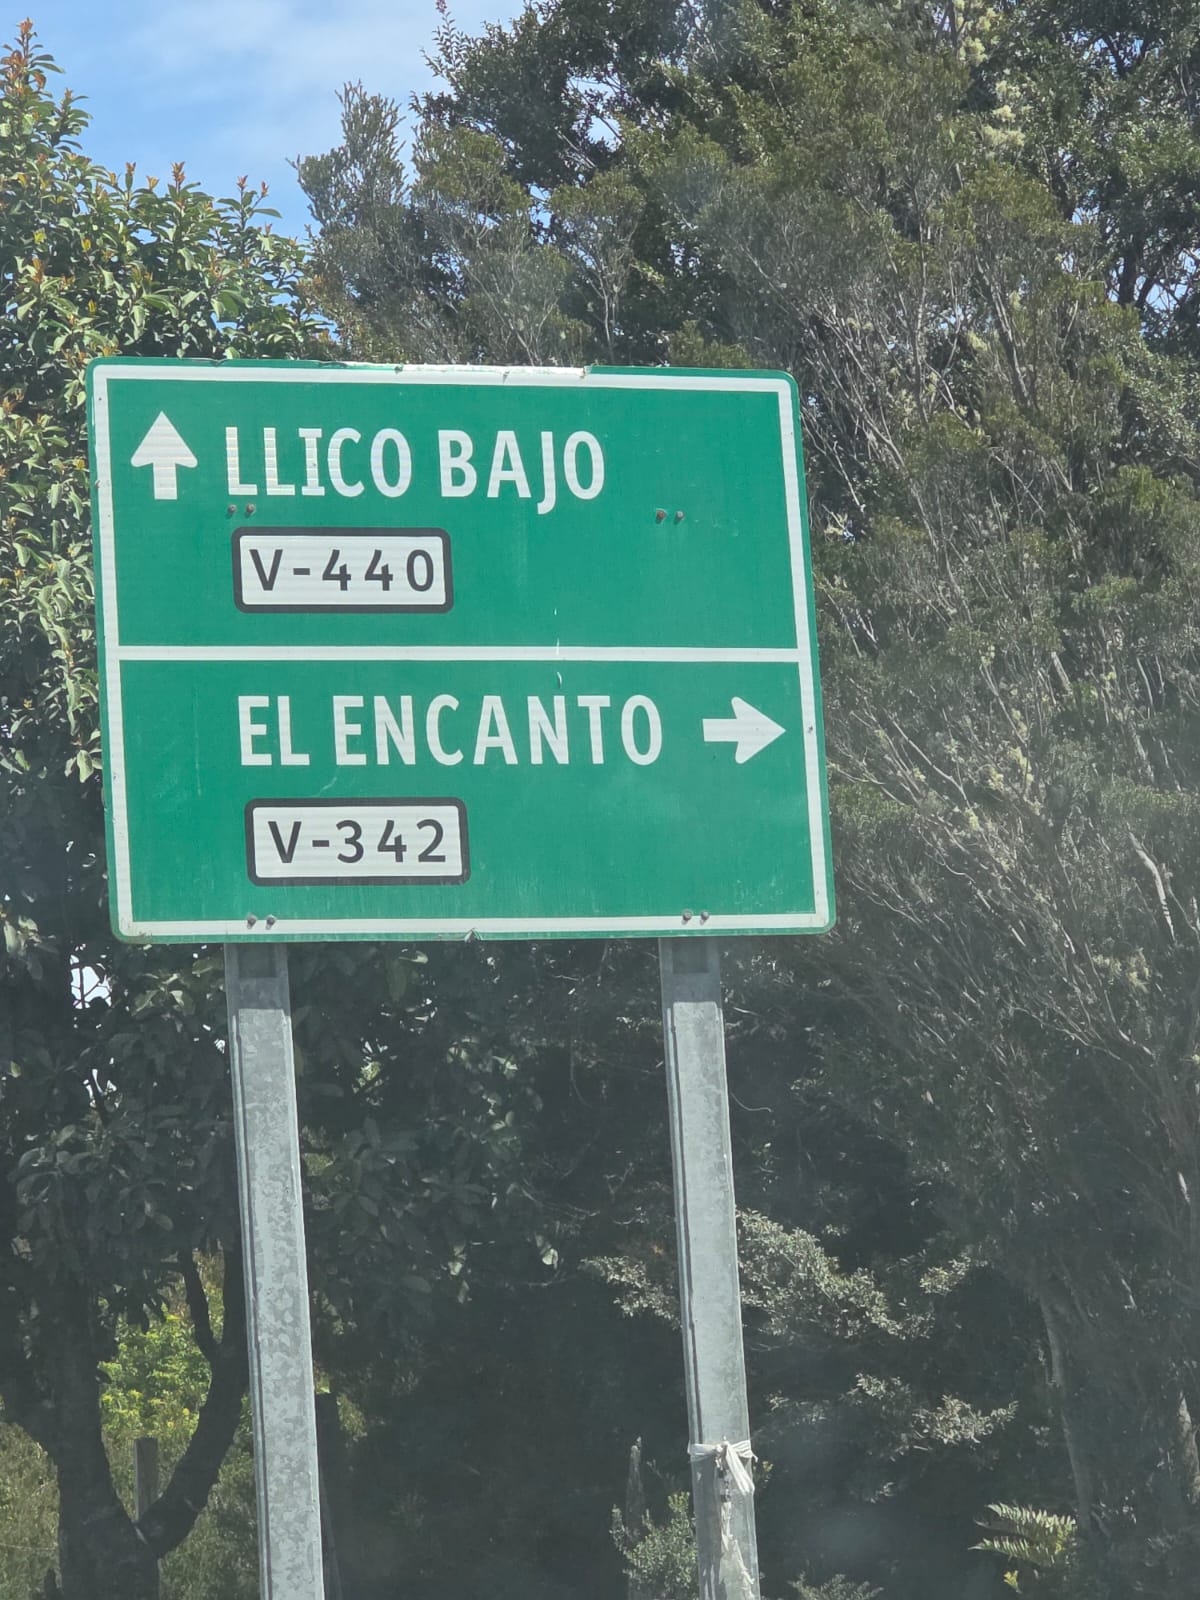 LLICO BAJO
V-440
EL ENCANTO
V-342